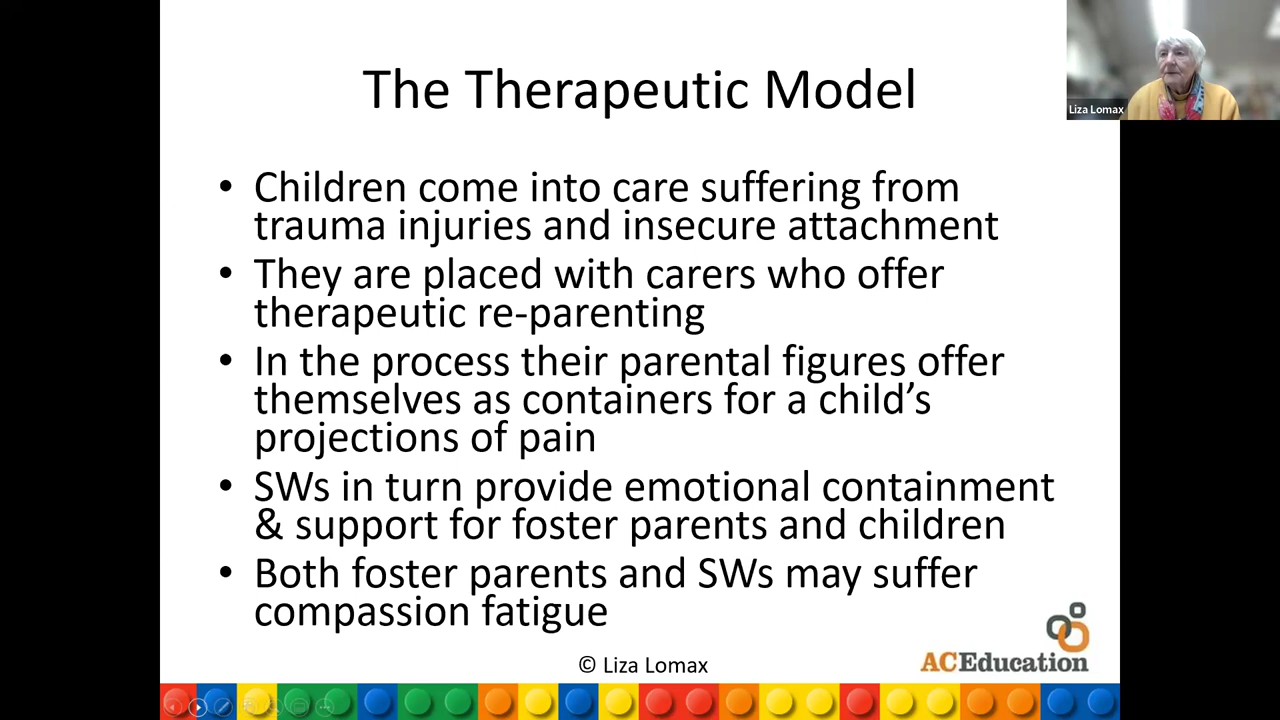 The Therapeutic Model
Liza Lomax
• Children come into care suffering from
trauma injuries and insecure attachment
• They are placed with carers who offer
therapeutic re-parenting
• In the process their parental figures offer
themselves as containers for a child’s
projections of pain
• SWs in turn provide emotional containment
& support for foster parents and children
• Both foster parents and SWs may suffer
compassion fatigue
© Liza Lomax
ACEducation